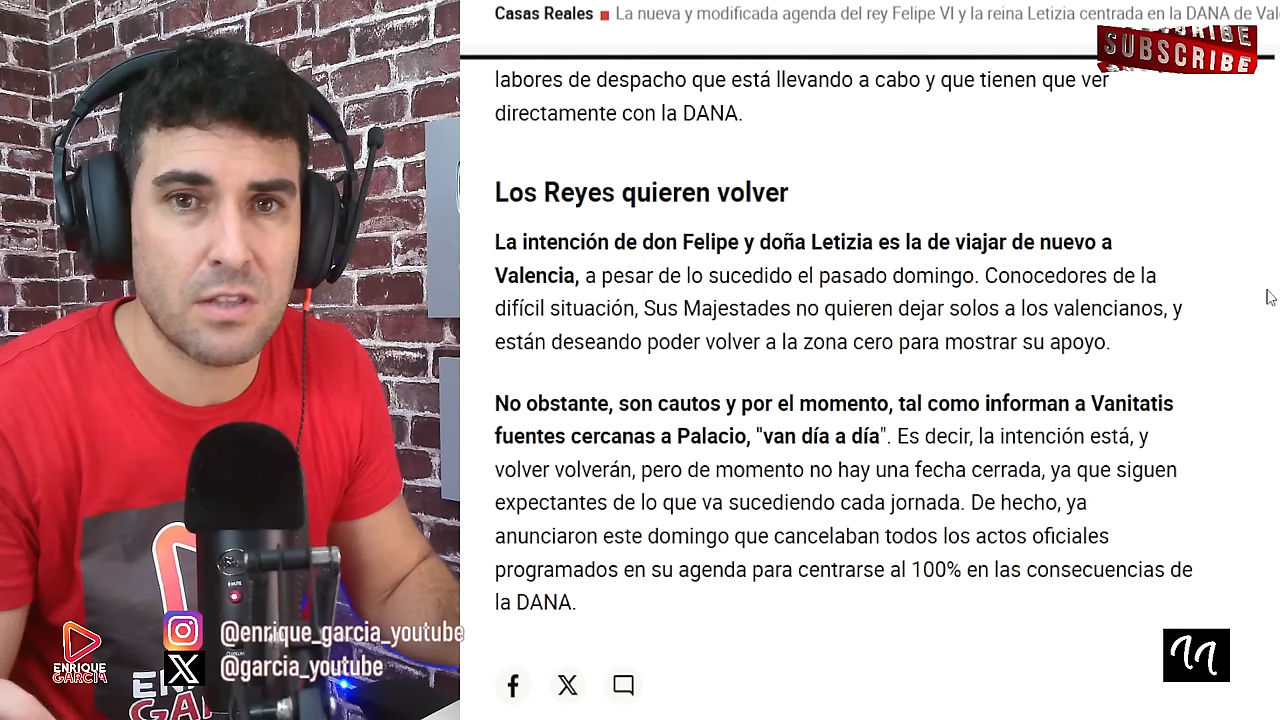 Casas Reales ■ La nueva y modificada agenda del rey Felipe VI y la reina Letizia centrada en la DANA de
SUBSCRIBE
labores de despacho que está llevando a cabo y que tienen que ver
directamente con la DANA.
Los Reyes quieren volver
La intención de don Felipe y doña Letizia es la de viajar de nuevo a
Valencia, a pesar de lo sucedido el pasado domingo. Conocedores de la
difícil situación, Sus Majestades no quieren dejar solos a los valencianos, y
están deseando poder volver a la zona cero para mostrar su apoyo.
No obstante, son cautos y por el momento, tal como informan a Vanitatis
fuentes cercanas a Palacio, "van día a día". Es decir, la intención está, y
volver volverán, pero de momento no hay una fecha cerrada, ya que siguen
expectantes de lo que va sucediendo cada jornada. De hecho, ya
anunciaron este domingo que cancelaban todos los actos oficiales
programados en su agenda para centrarse al 100% en las consecuencias de
la DANA.
@enrique_garcia_youtube
@garcia_youtube
ENRIQUE
GARCIA